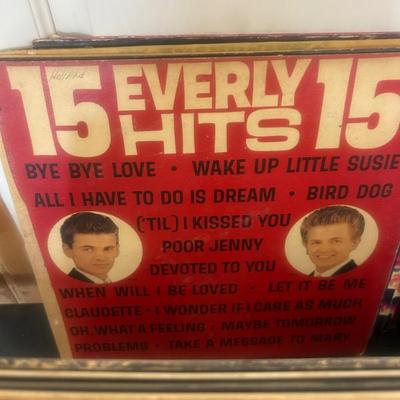 15 EVERLY 15
HITS
BYE BYE LOVE • WAKE UP LITTLE SUSIE
ALL I HAVE TO DO IS DREAM • BIRD DOG
('TIL) I KISSED YOU
POOR JENNY
DEVOTED TO YOU
WHEN WILL I BE LOVED • LET IT BE ME
CLAUDETTE • I WONDER IF I CARE AS MUCH
OH, WHAT A FEELING • MAYBE TOMORROW
PROBLEMS • TAKE A MESSAGE TO MARY